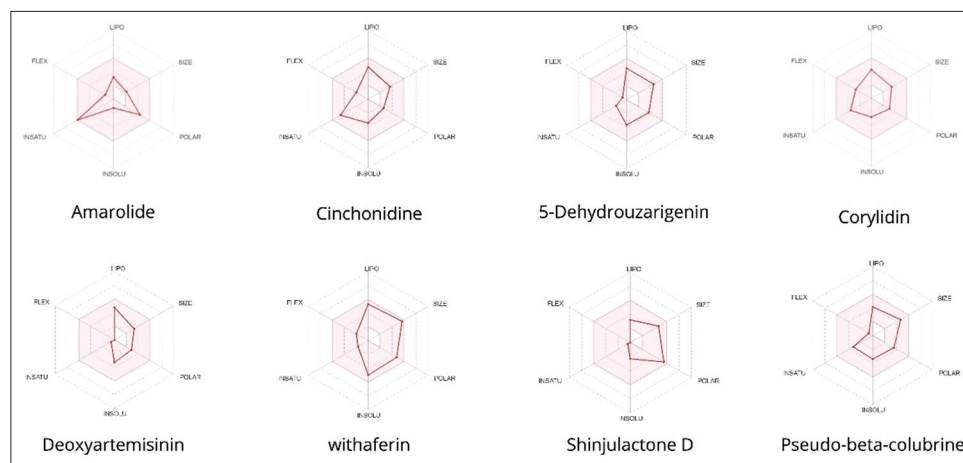 LIPO LIPO LIPO LIPO
FLEX SIZE FLEX SIZE FLEX SIZE FLEX SIZE
INSATU POLAR INSATU POLAR INSATU POLAR INSATU POLAR
INSOLU INSOLU INSOLU INSOLU
Amarolide Cinchonidine 5-Dehydrouzarigenin Corylidin
LIPO LIPO LIPO LIPO
FLEX SIZE FLEX SIZE FLEX SIZE FLEX SIZE
INSATU POLAR INSATU POLAR INSATU POLAR INSATU POLAR
INSOLU INSOLU NSOLU INSOLU
Deoxyartemisinin withaferin Shinjulactone D Pseudo-beta-colubrine